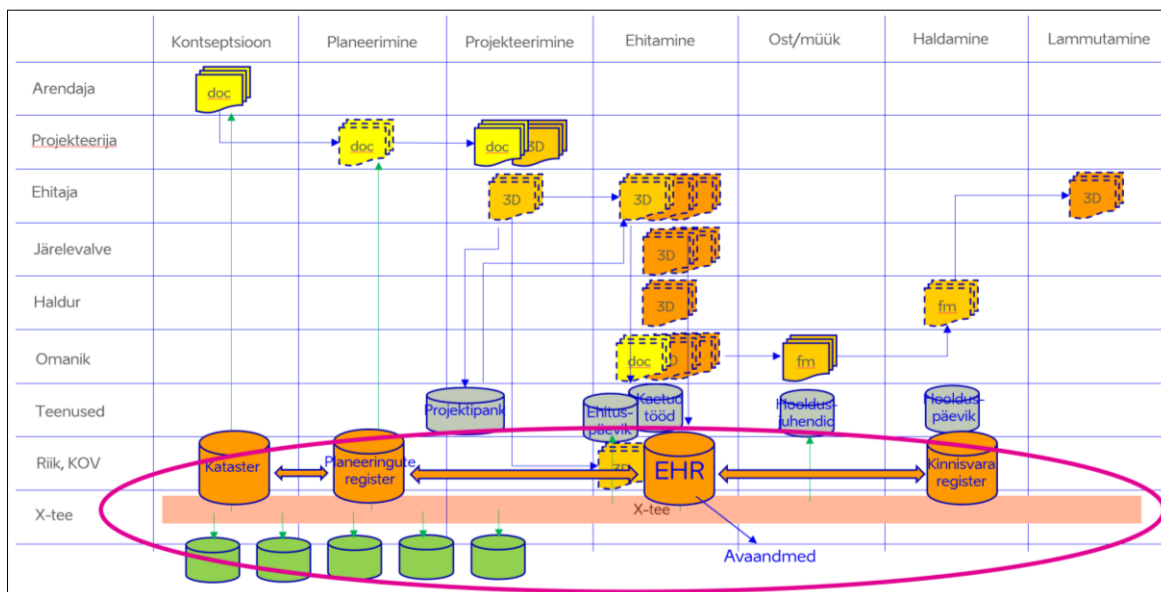 Kontseptsioon Planeerimine Projekteerimine Ehitamine Ost/müük Haldamine Lammutamine
Arendaja
doc
Projekteerija
doc
doc
3D
Ehitaja
3D
3D
3D
Järelevalve
3D
Haldur
3D
fm
Omanik
doc
3D
fm
Teenused
Projektipank
Ehitus-
päevik
Kaetud
tööd
Hooldus-
juhendid
Hooldus-
päevik
Riik, KOV
Kataster
Planeeringute
register
3D
EHR
Kinnisvara
register
X-tee
X-tee
Avaandmed